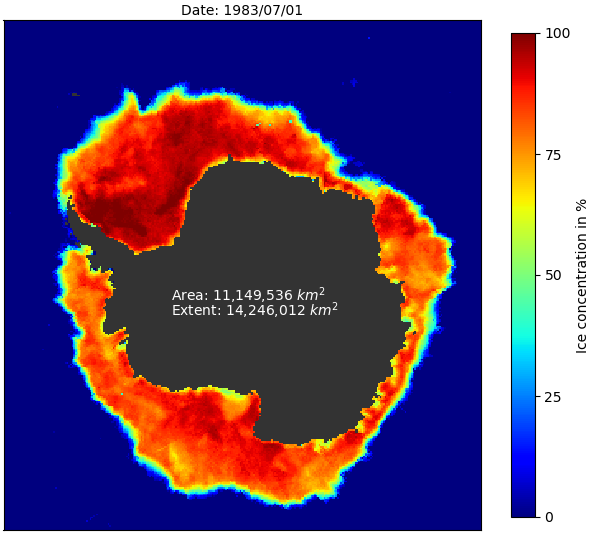 Date: 1983/07/01
100
75
50
25
0
Ice concentration in %
Area: 11,149,536 km²
Extent: 14,246,012 km²